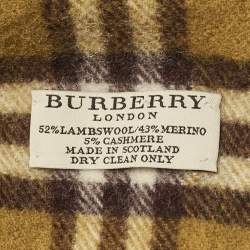 BURBERRY
LONDON
52%LAMBSWOOL/43%MERINO
5%CASHMERE
MADE IN SCOTLAND
DRY CLEAN ONLY